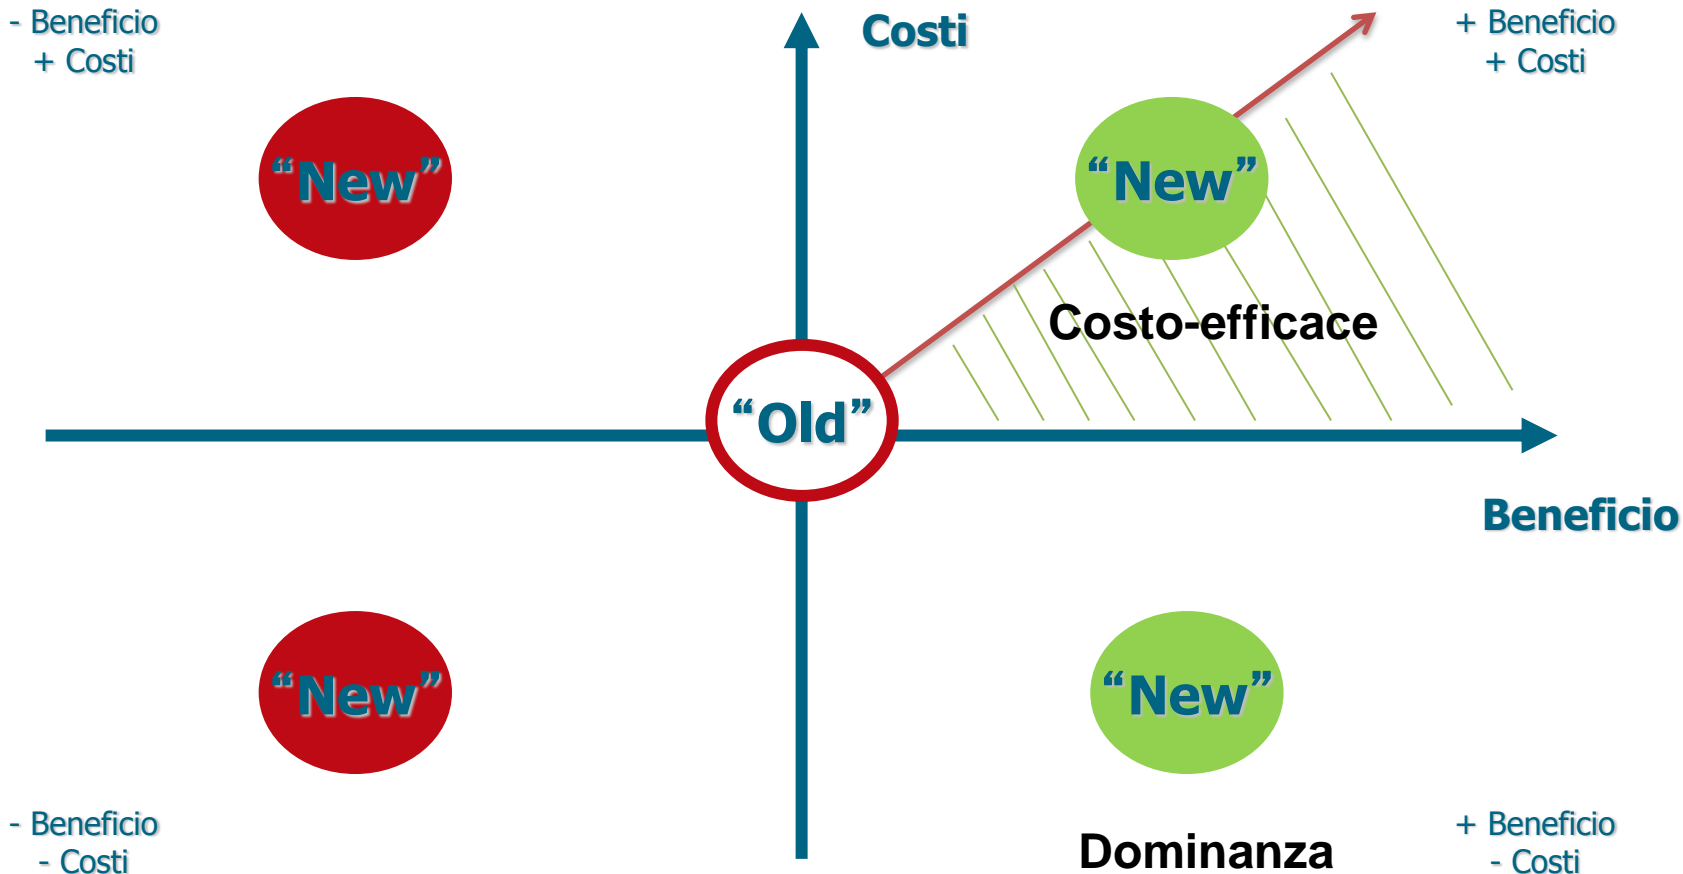 - Beneficio
+ Costi
Costi
+ Beneficio
+ Costi
“New”
“New”
Costo-efficace
“Old”
Beneficio
“New”
“New”
- Beneficio
- Costi
Dominanza
+ Beneficio
- Costi